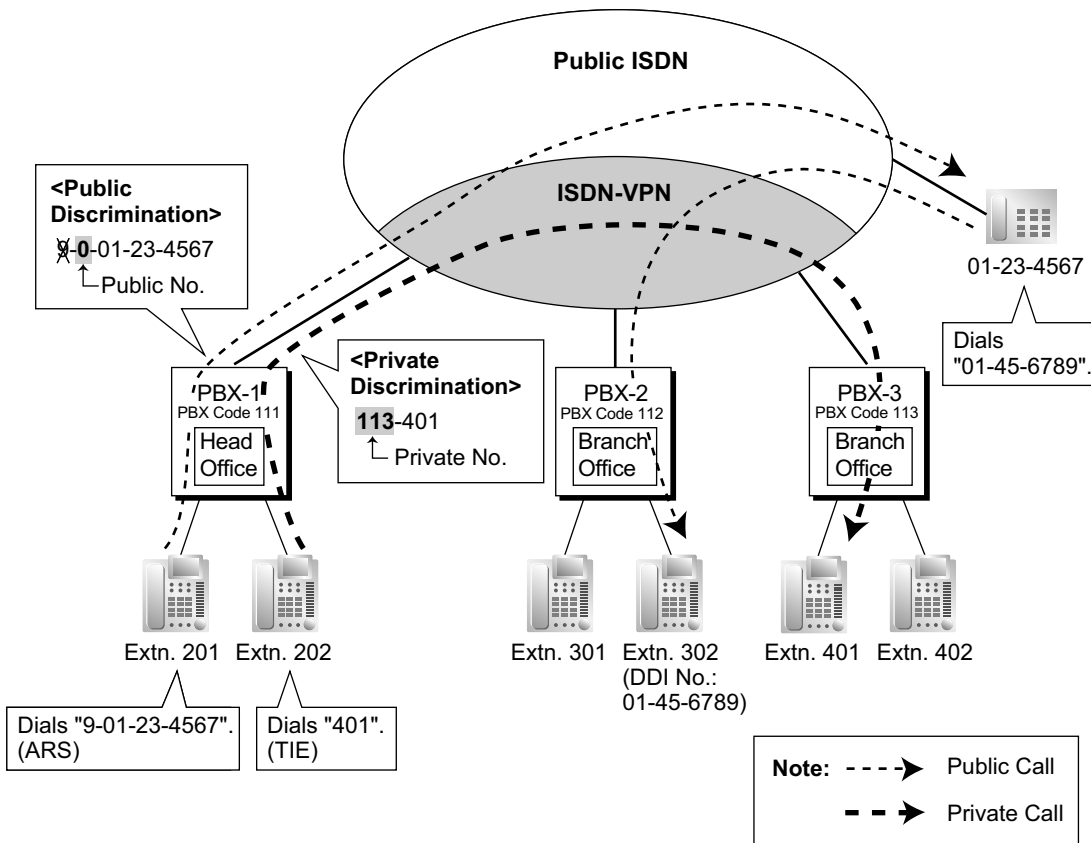 Public ISDN
ISDN-VPN
<Public
Discrimination>
9-0-01-23-4567
Public No.
01-23-4567
Dials
"01-45-6789".
<Private
Discrimination>
113-401
Private No.
PBX-1
PBX Code 111
Head
Office
PBX-2
PBX Code 112
Branch
Office
PBX-3
PBX Code 113
Branch
Office
Extn. 201
Extn. 202
Extn. 301
Extn. 302
(DDI No.:
01-45-6789)
Extn. 401
Extn. 402
Dials "9-01-23-4567".
(ARS)
Dials "401".
(TIE)
Note:
Public Call
Private Call